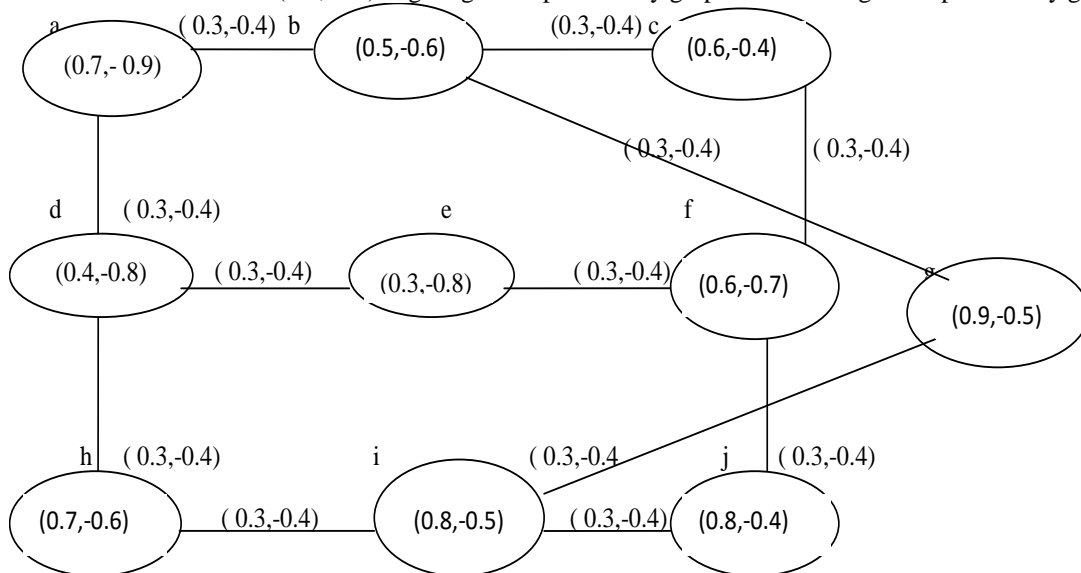 a ( 0.3,-0.4) b (0.3,-0.4) c
(0.7,- 0.9) (0.5,-0.6) (0.6,-0.4)
( 0.3,-0.4) ( 0.3,-0.4)
d ( 0.3,-0.4) e f
(0.4,-0.8) ( 0.3,-0.4) (0.3,-0.8) ( 0.3,-0.4) (0.6,-0.7)
(0.9,-0.5)
h ( 0.3,-0.4) i ( 0.3,-0.4 j ( 0.3,-0.4)
(0.7,-0.6) ( 0.3,-0.4) (0.8,-0.5) ( 0.3,-0.4) (0.8,-0.4)